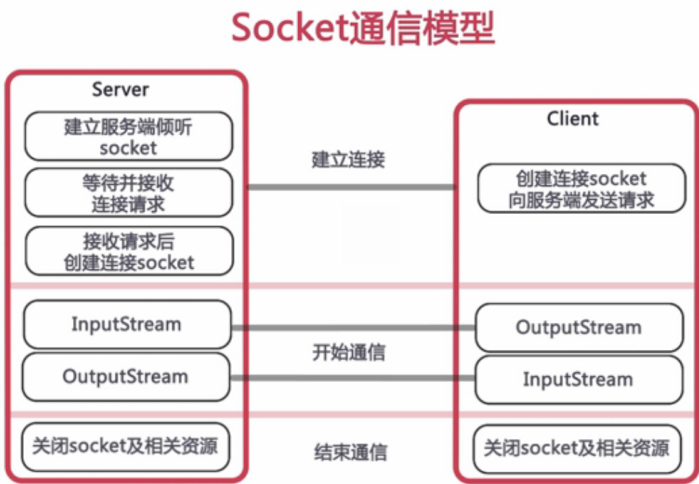 Socket通信模型
Server
建立服务端倾听
socket
等待并接收
连接请求
接收请求后
创建连接socket
建立连接
Client
创建连接socket
向服务端发送请求
InputStream
OutputStream
开始通信
OutputStream
InputStream
关闭socket及相关资源
结束通信
关闭socket及相关资源